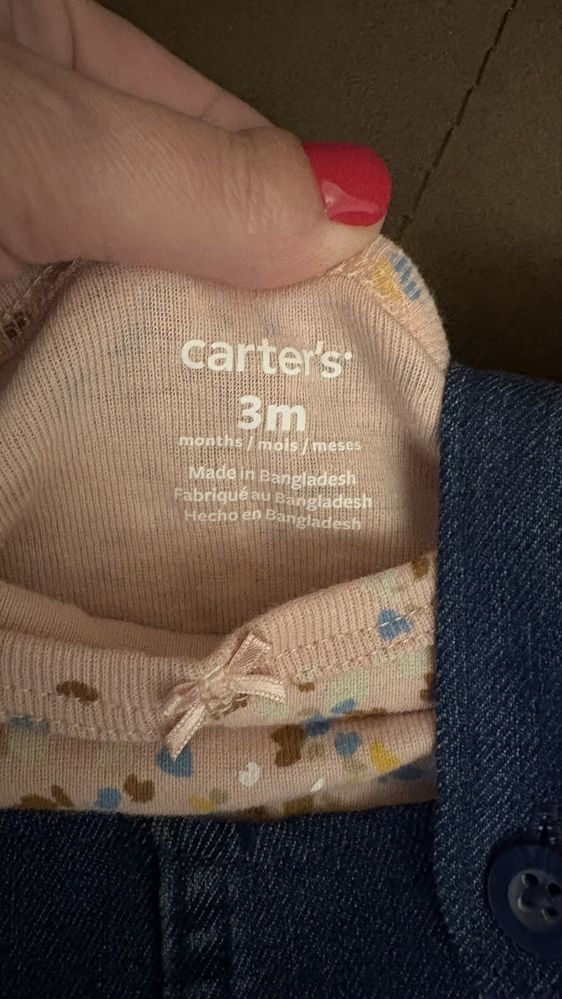 carter's
3m
months / mois / meses
Made in Bangladesh
Fabriqué au Bangladesh
Hecho en Bangladesh